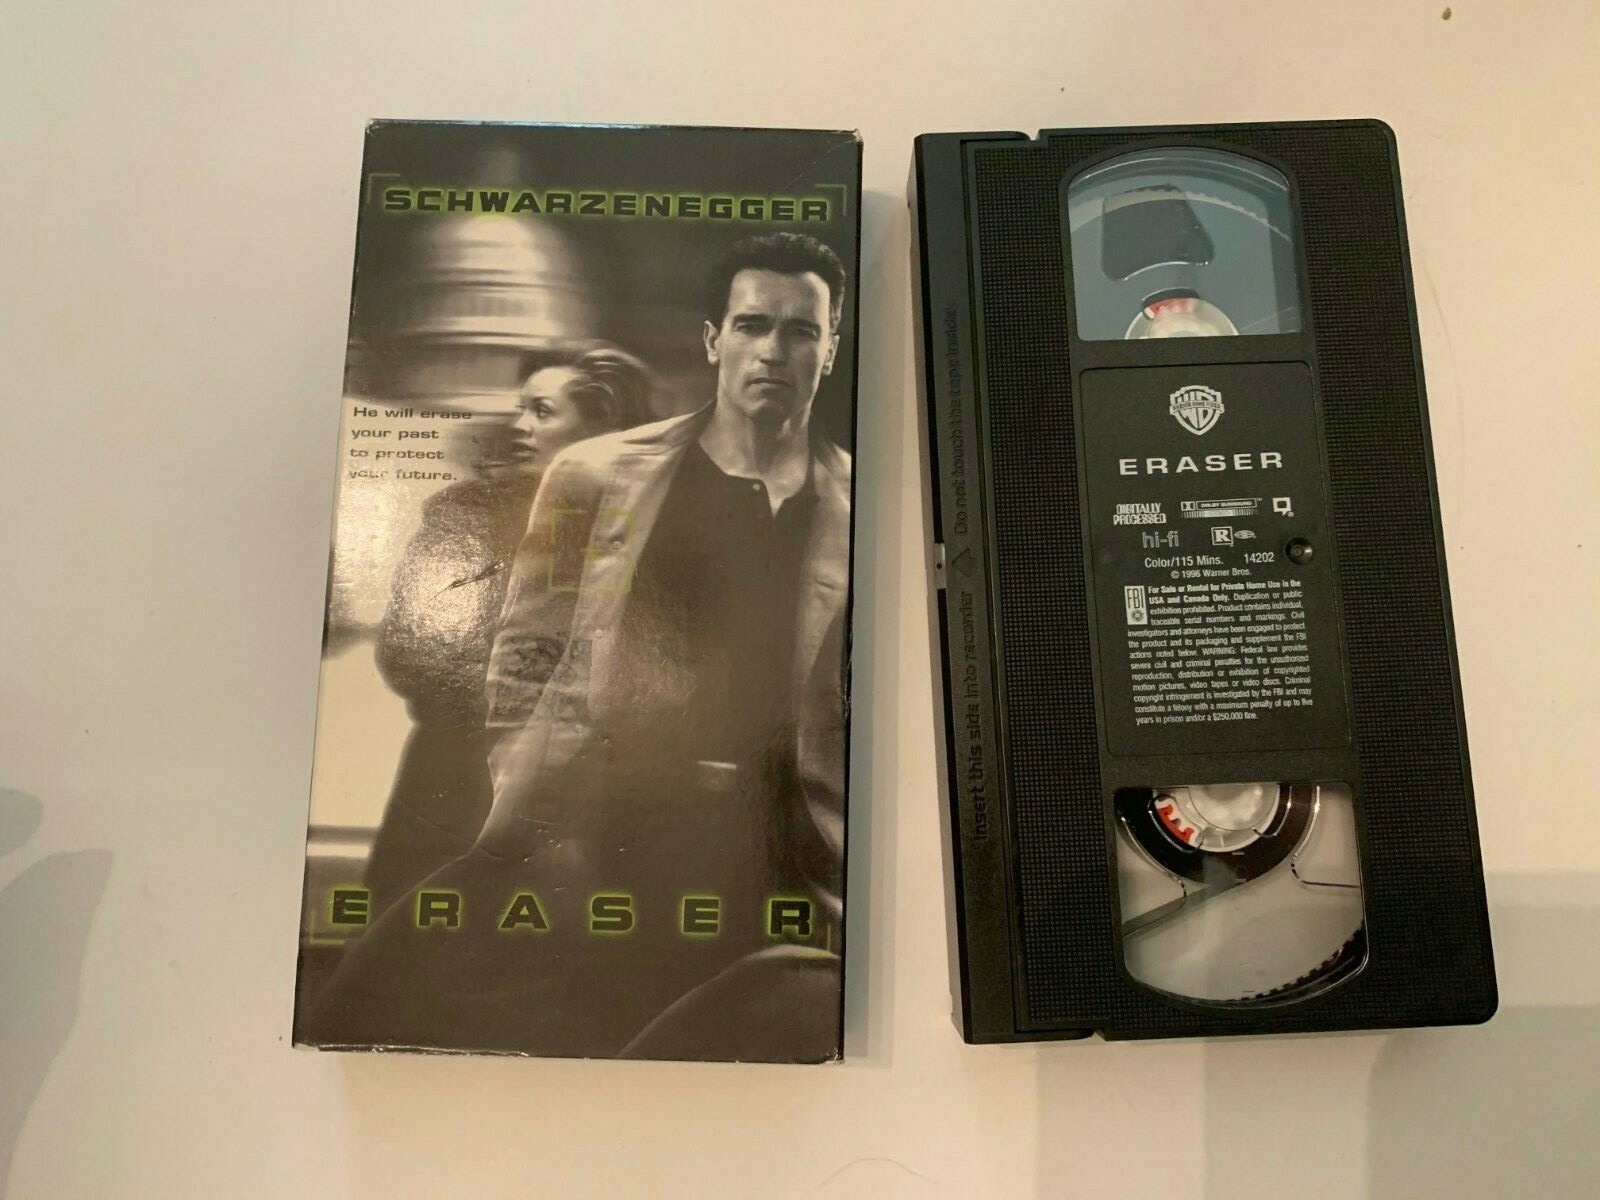 SCHWARZENEGGER
He will erase
your past
to protect
your future.
ERASER
Do not touch the tape inside.
Insert this side into recorder
WB
WARNER HOME VIDEO
ERASER
DIGITALLY
PROCESSED
DOLBY SURROUND
hi-fi
R
Color/115 Mins. 14202
© 1996 Warner Bros.
FBI
For Sale or Rental for Private Home Use in the
USA and Canada Only. Duplication or public
exhibition prohibited. Product contains individual,
traceable serial numbers and markings. Civil
investigators and attorneys have been engaged to protect
the product and its packaging and supplement the FBI
actions noted below. WARNING: Federal law provides
severe civil and criminal penalties for the unauthorized
reproduction, distribution or exhibition of copyrighted
motion pictures, video tapes or video discs. Criminal
copyright infringement is investigated by the FBI and may
constitute a felony with a maximum penalty of up to five
years in prison and/or a $250,000 fine.